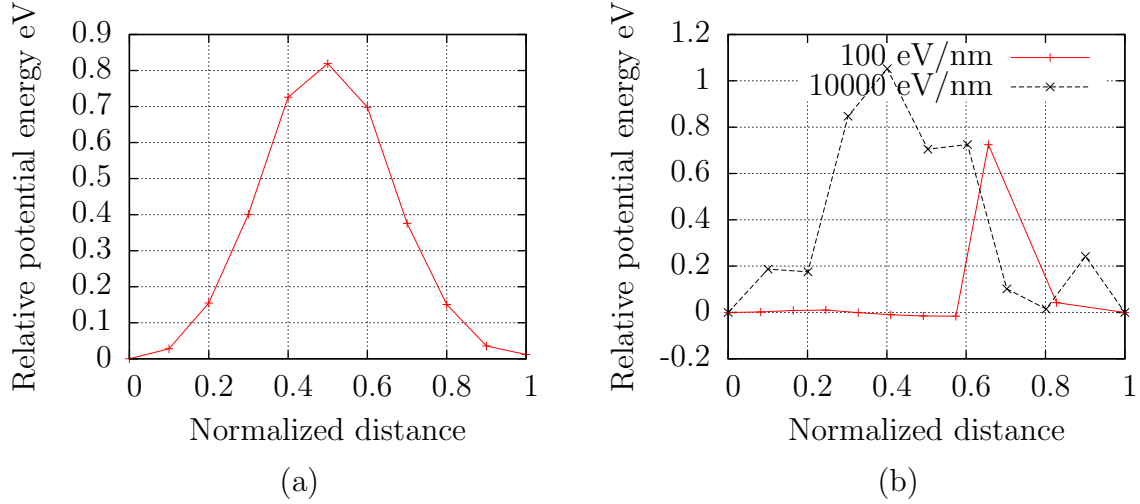 Relative potential energy eV
0.9
0.8
0.7
0.6
0.5
0.4
0.3
0.2
0.1
0
0 0.2 0.4 0.6 0.8 1
Normalized distance
(a)
Relative potential energy eV
1.2
1
0.8
0.6
0.4
0.2
0
-0.2
100 eV/nm
10000 eV/nm
0 0.2 0.4 0.6 0.8 1
Normalized distance
(b)